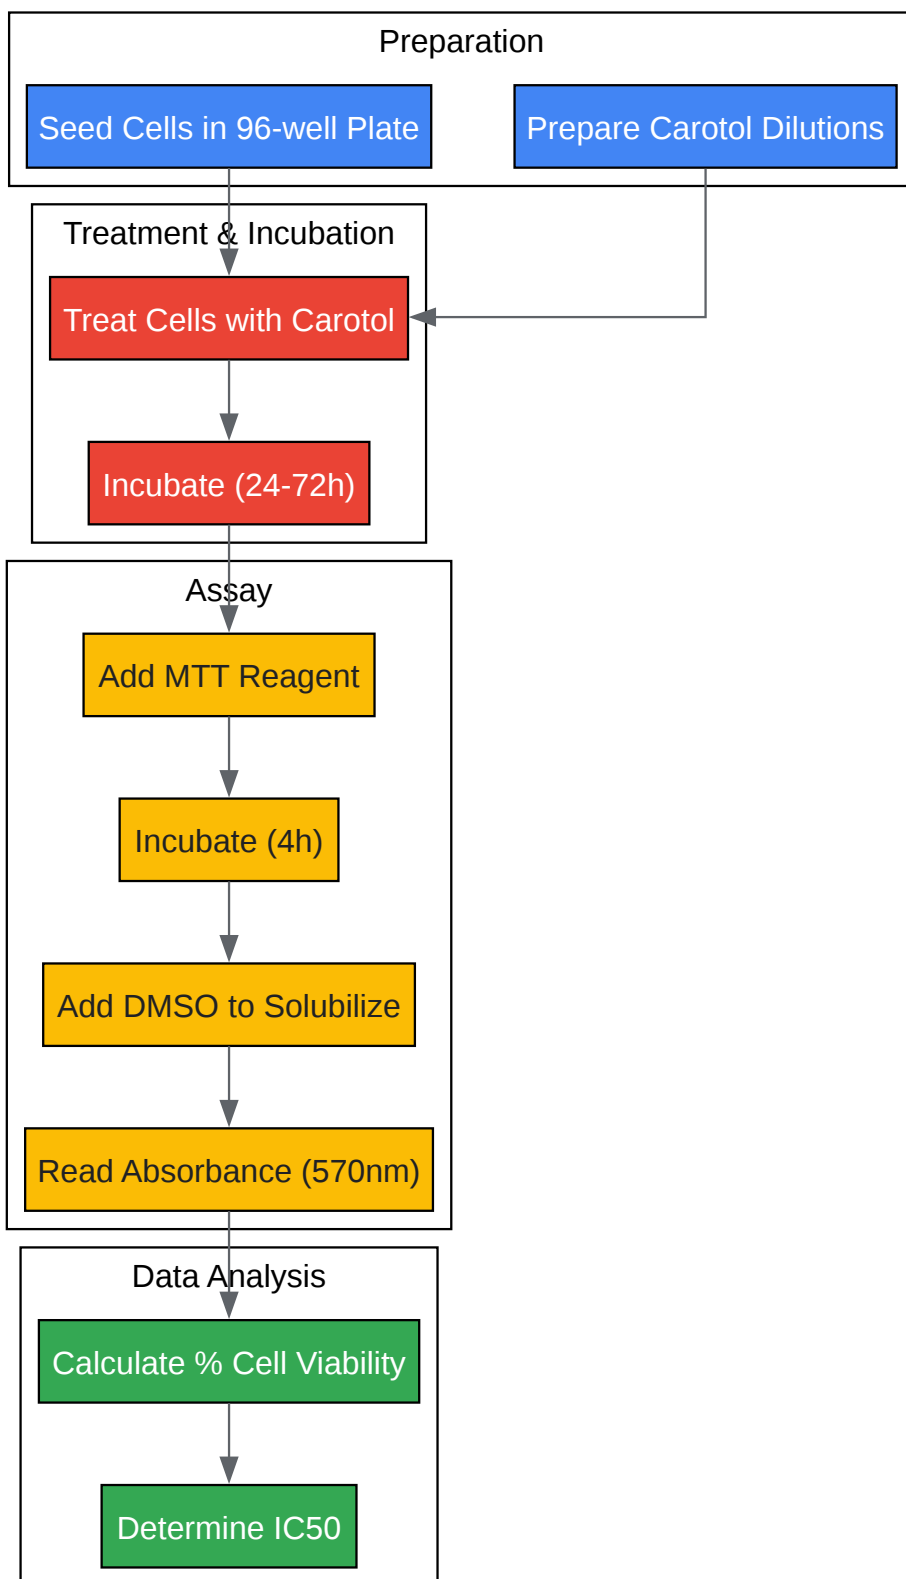 Preparation
Seed Cells in 96-well Plate
Prepare Carotol Dilutions
Treatment & Incubation
Treat Cells with Carotol
Incubate (24-72h)
Assay
Add MTT Reagent
Incubate (4h)
Add DMSO to Solubilize
Read Absorbance (570nm)
Data Analysis
Calculate % Cell Viability
Determine IC50